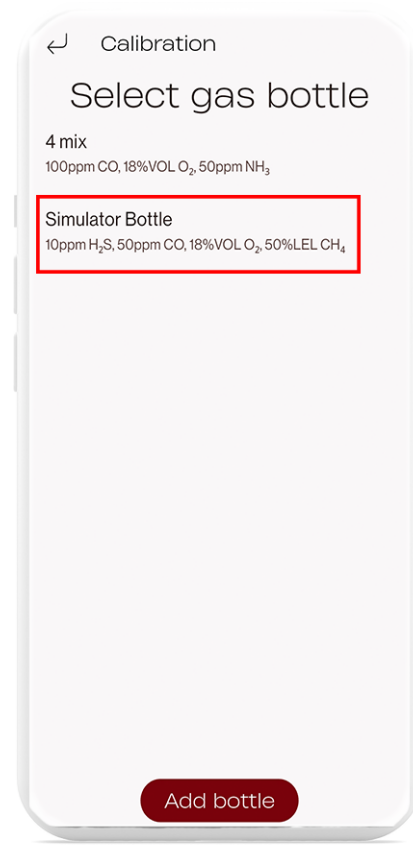 Calibration
Select gas bottle
4 mix
100ppm CO, 18%VOL O₂, 50ppm NH₃
Simulator Bottle
10ppm H₂S, 50ppm CO, 18%VOL O₂, 50%LEL CH₄
Add bottle